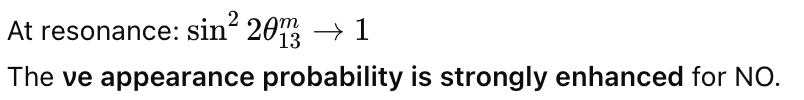 At resonance: sin² 2θ₁₃ᵐ → 1
The νe appearance probability is strongly enhanced for NO.